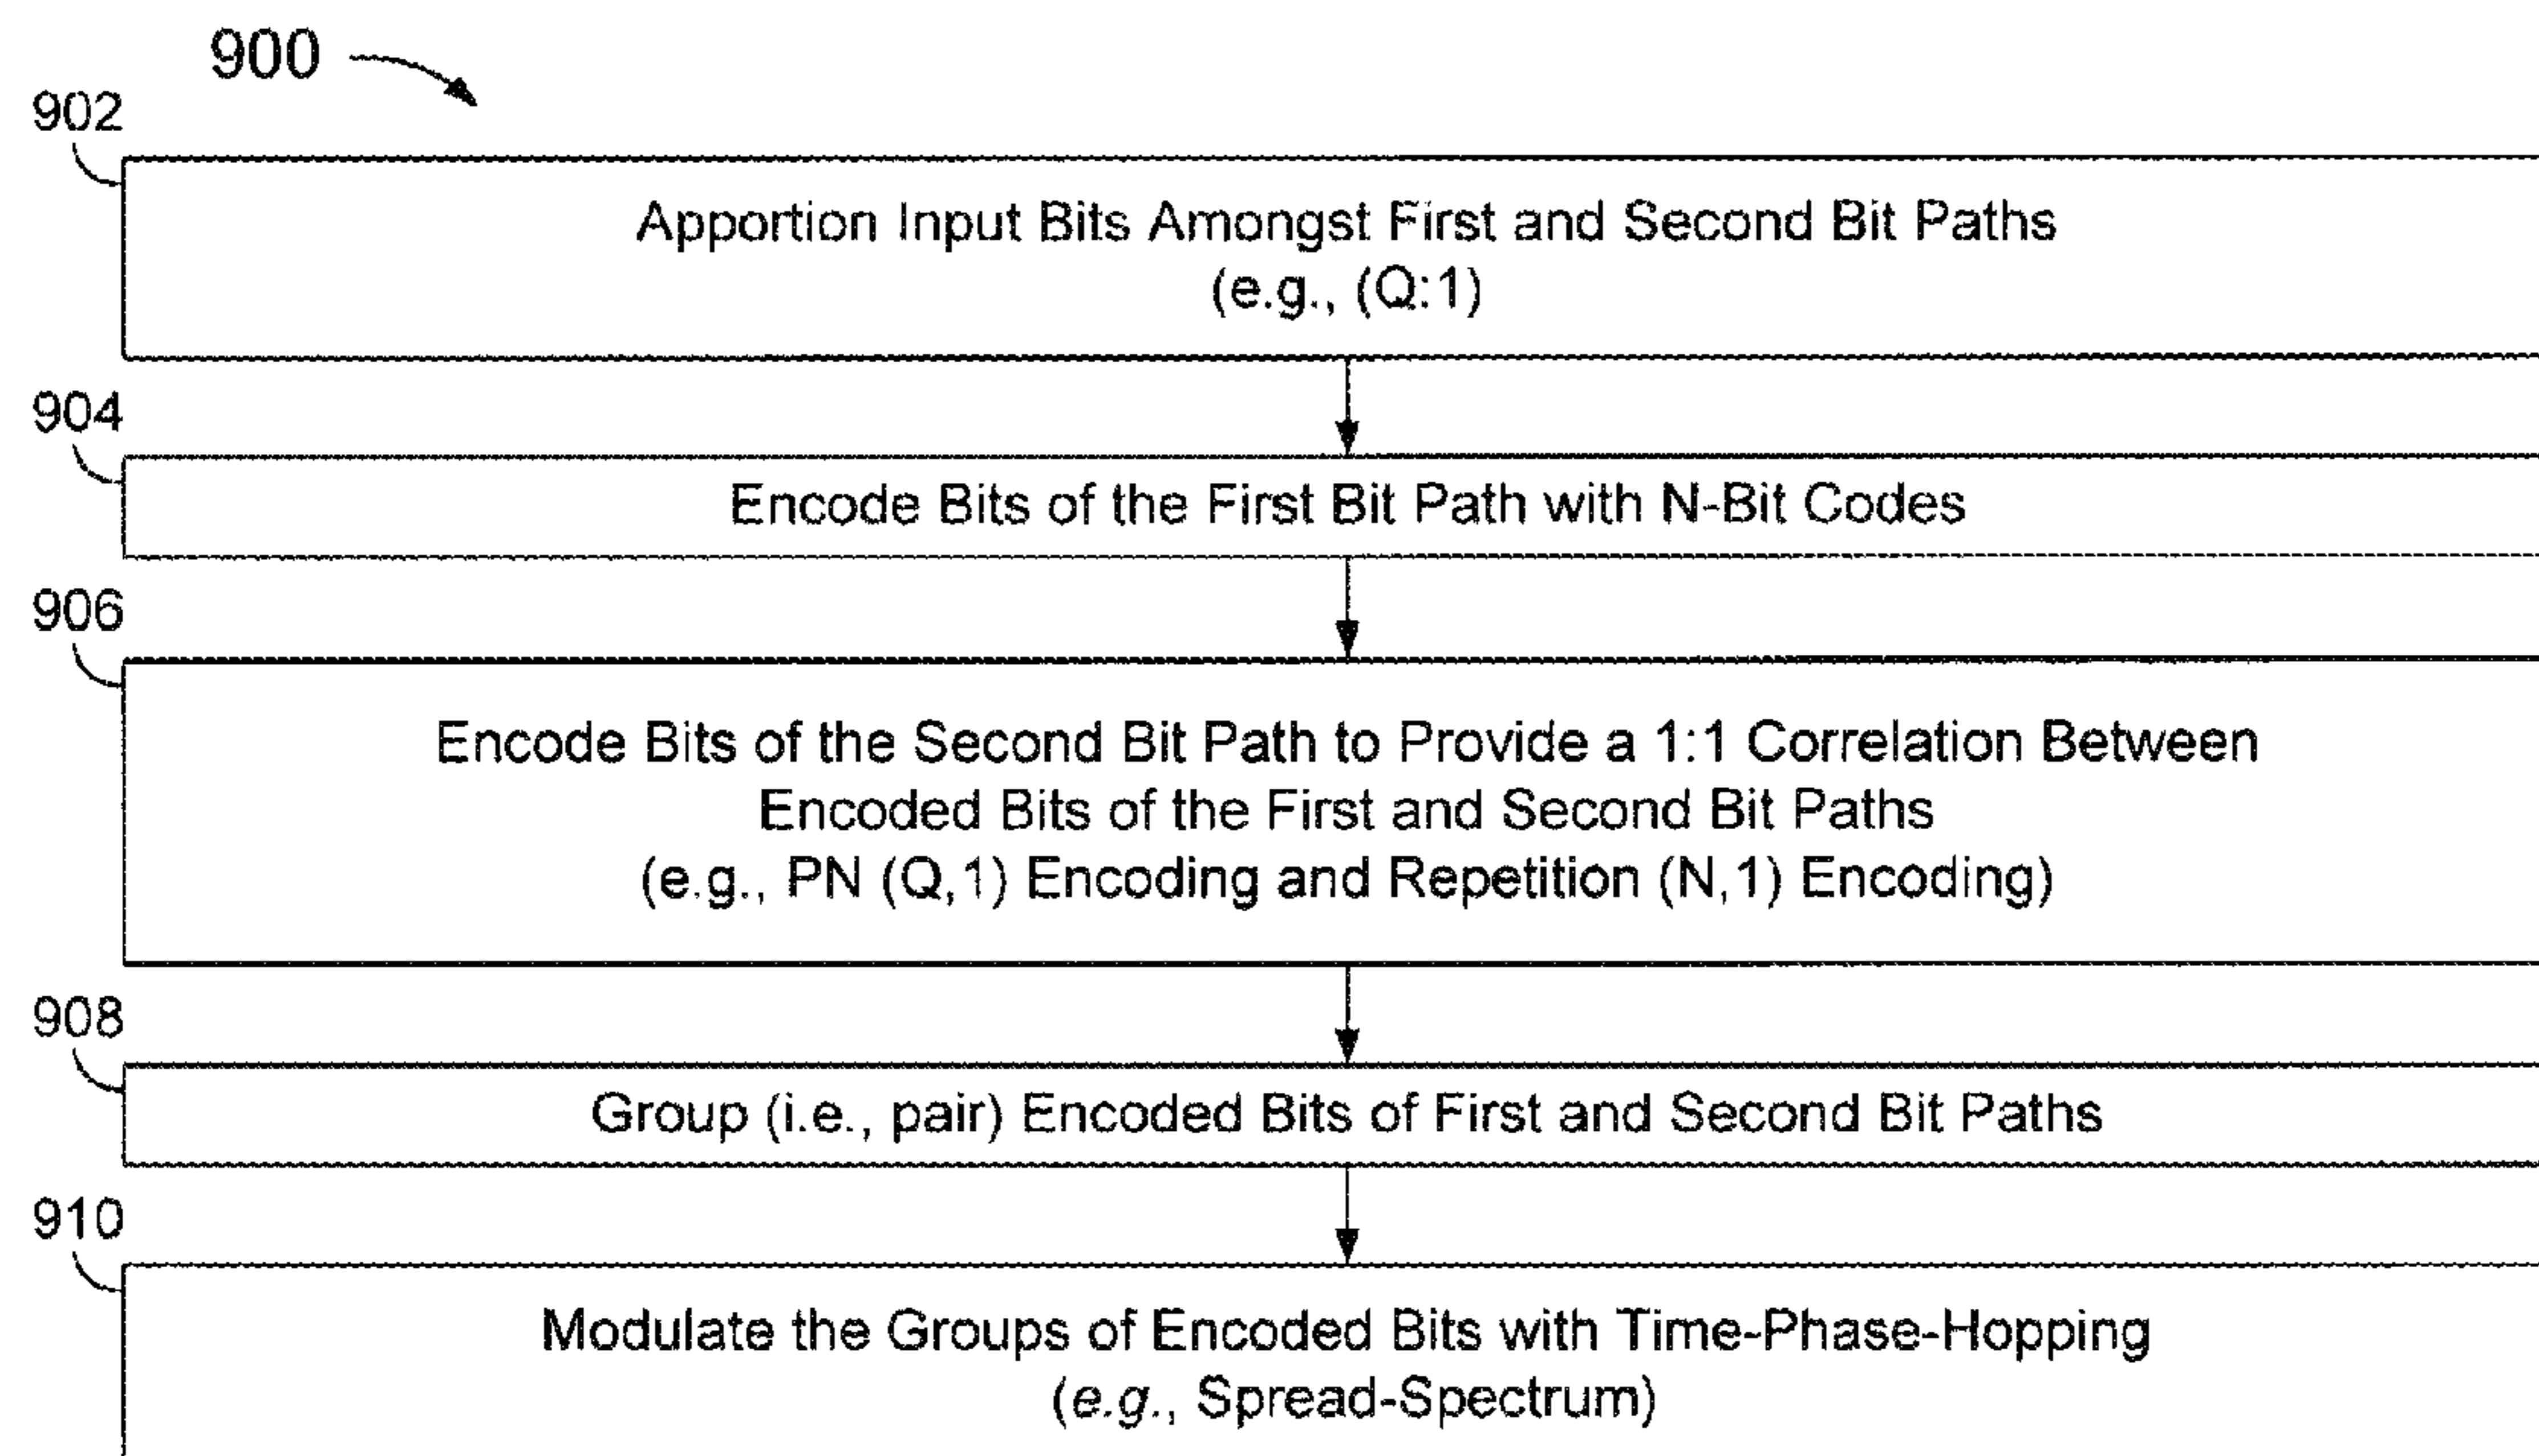 900
902
Apportion Input Bits Amongst First and Second Bit Paths
(e.g., (Q:1)
904
Encode Bits of the First Bit Path with N-Bit Codes
906
Encode Bits of the Second Bit Path to Provide a 1:1 Correlation Between
Encoded Bits of the First and Second Bit Paths
(e.g., PN (Q,1) Encoding and Repetition (N,1) Encoding)
908
Group (i.e., pair) Encoded Bits of First and Second Bit Paths
910
Modulate the Groups of Encoded Bits with Time-Phase-Hopping
(e.g., Spread-Spectrum)